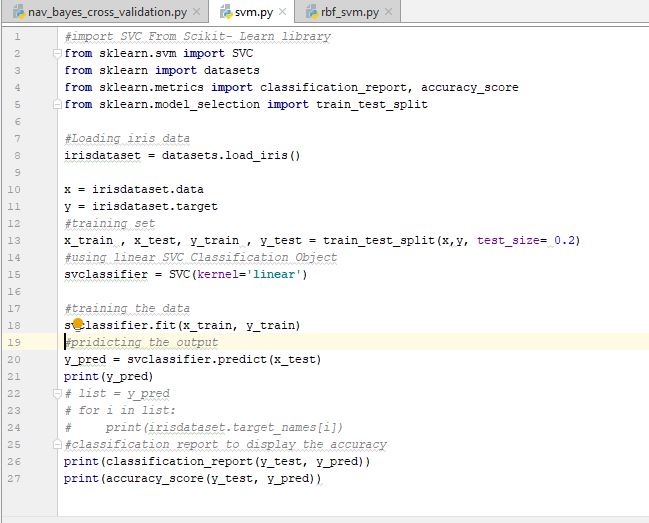 nav_bayes_cross_validation.py svm.py rbf_svm.py
1 #import SVC From Scikit- Learn library
2 from sklearn.svm import SVC
3 from sklearn import datasets
4 from sklearn.metrics import classification_report, accuracy_score
5 from sklearn.model_selection import train_test_split
6
7 #Loading iris data
8 irisdataset = datasets.load_iris()
9
10 x = irisdataset.data
11 y = irisdataset.target
12 #training set
13 x_train , x_test, y_train , y_test = train_test_split(x,y, test_size= 0.2)
14 #using linear SVC Classification Object
15 svclassifier = SVC(kernel='linear')
16
17 #training the data
18 svclassifier.fit(x_train, y_train)
19 #pridicting the output
20 y_pred = svclassifier.predict(x_test)
21 print(y_pred)
22 # list = y_pred
23 # for i in list:
24 #     print(irisdataset.target_names[i])
25 #classification report to display the accuracy
26 print(classification_report(y_test, y_pred))
27 print(accuracy_score(y_test, y_pred))